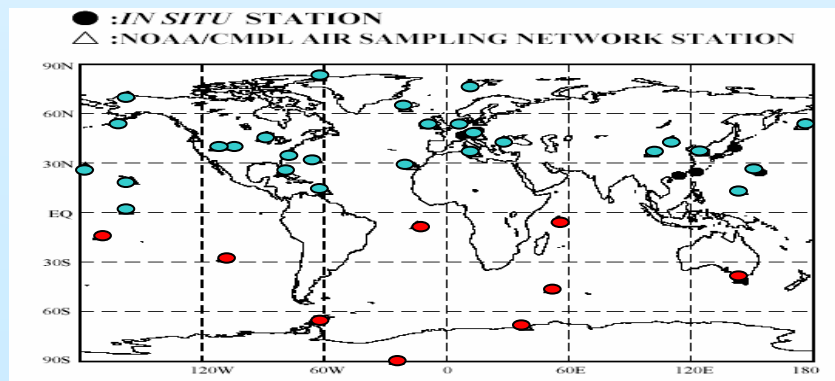 ● :IN SITU STATION
△ :NOAA/CMDL AIR SAMPLING NETWORK STATION
90N
60N
30N
EQ
30S
60S
90S
120W 60W 0 60E 120E 180